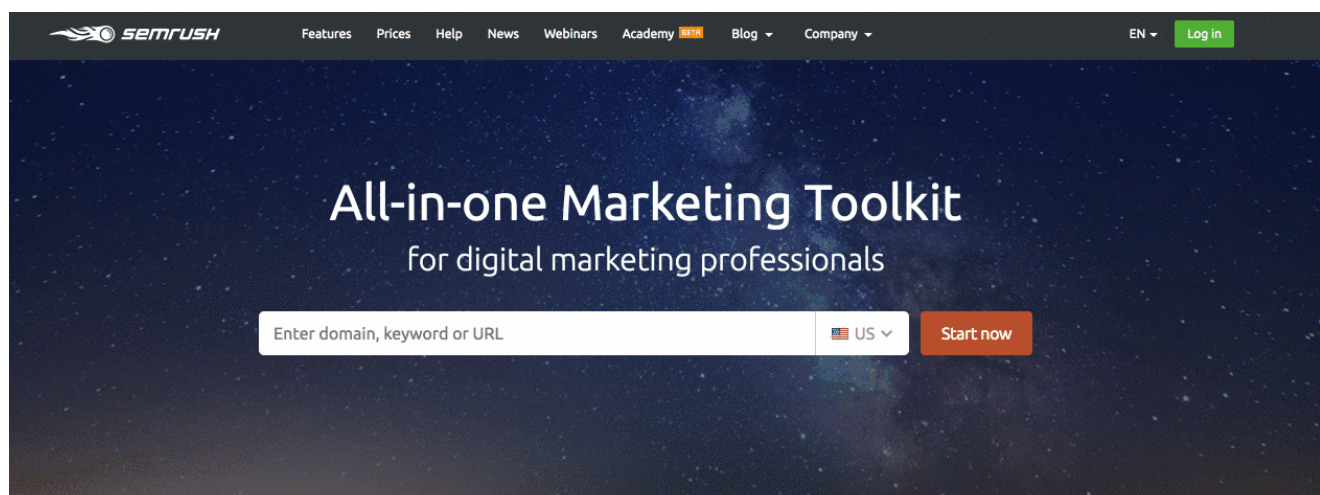 semrush Features Prices Help News Webinars Academy BETA Blog Company EN Log in
All-in-one Marketing Toolkit
for digital marketing professionals
Enter domain, keyword or URL US Start now